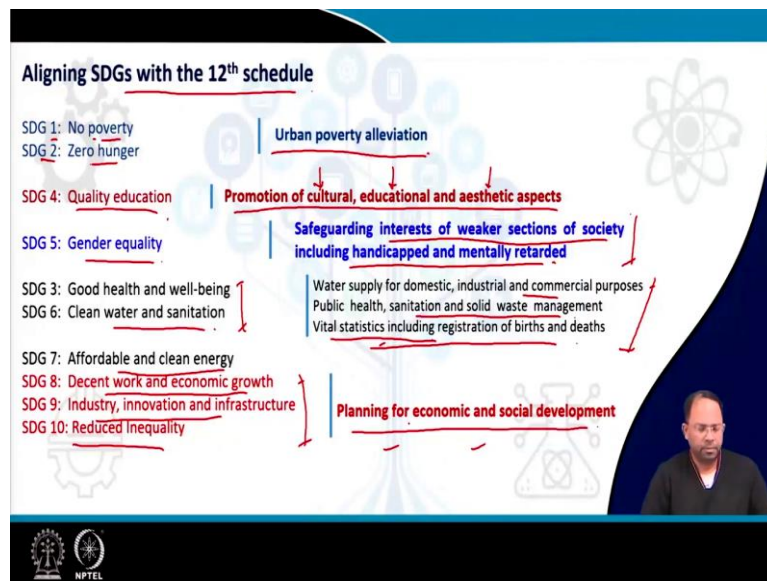 Aligning SDGs with the 12th schedule
SDG 1: No poverty
SDG 2: Zero hunger
Urban poverty alleviation
SDG 4: Quality education
Promotion of cultural, educational and aesthetic aspects
SDG 5: Gender equality
Safeguarding interests of weaker sections of society
including handicapped and mentally retarded
SDG 3: Good health and well-being
SDG 6: Clean water and sanitation
Water supply for domestic, industrial and commercial purposes
Public health, sanitation and solid waste management
Vital statistics including registration of births and deaths
SDG 7: Affordable and clean energy
SDG 8: Decent work and economic growth
SDG 9: Industry, innovation and infrastructure
SDG 10: Reduced Inequality
Planning for economic and social development
NPTEL